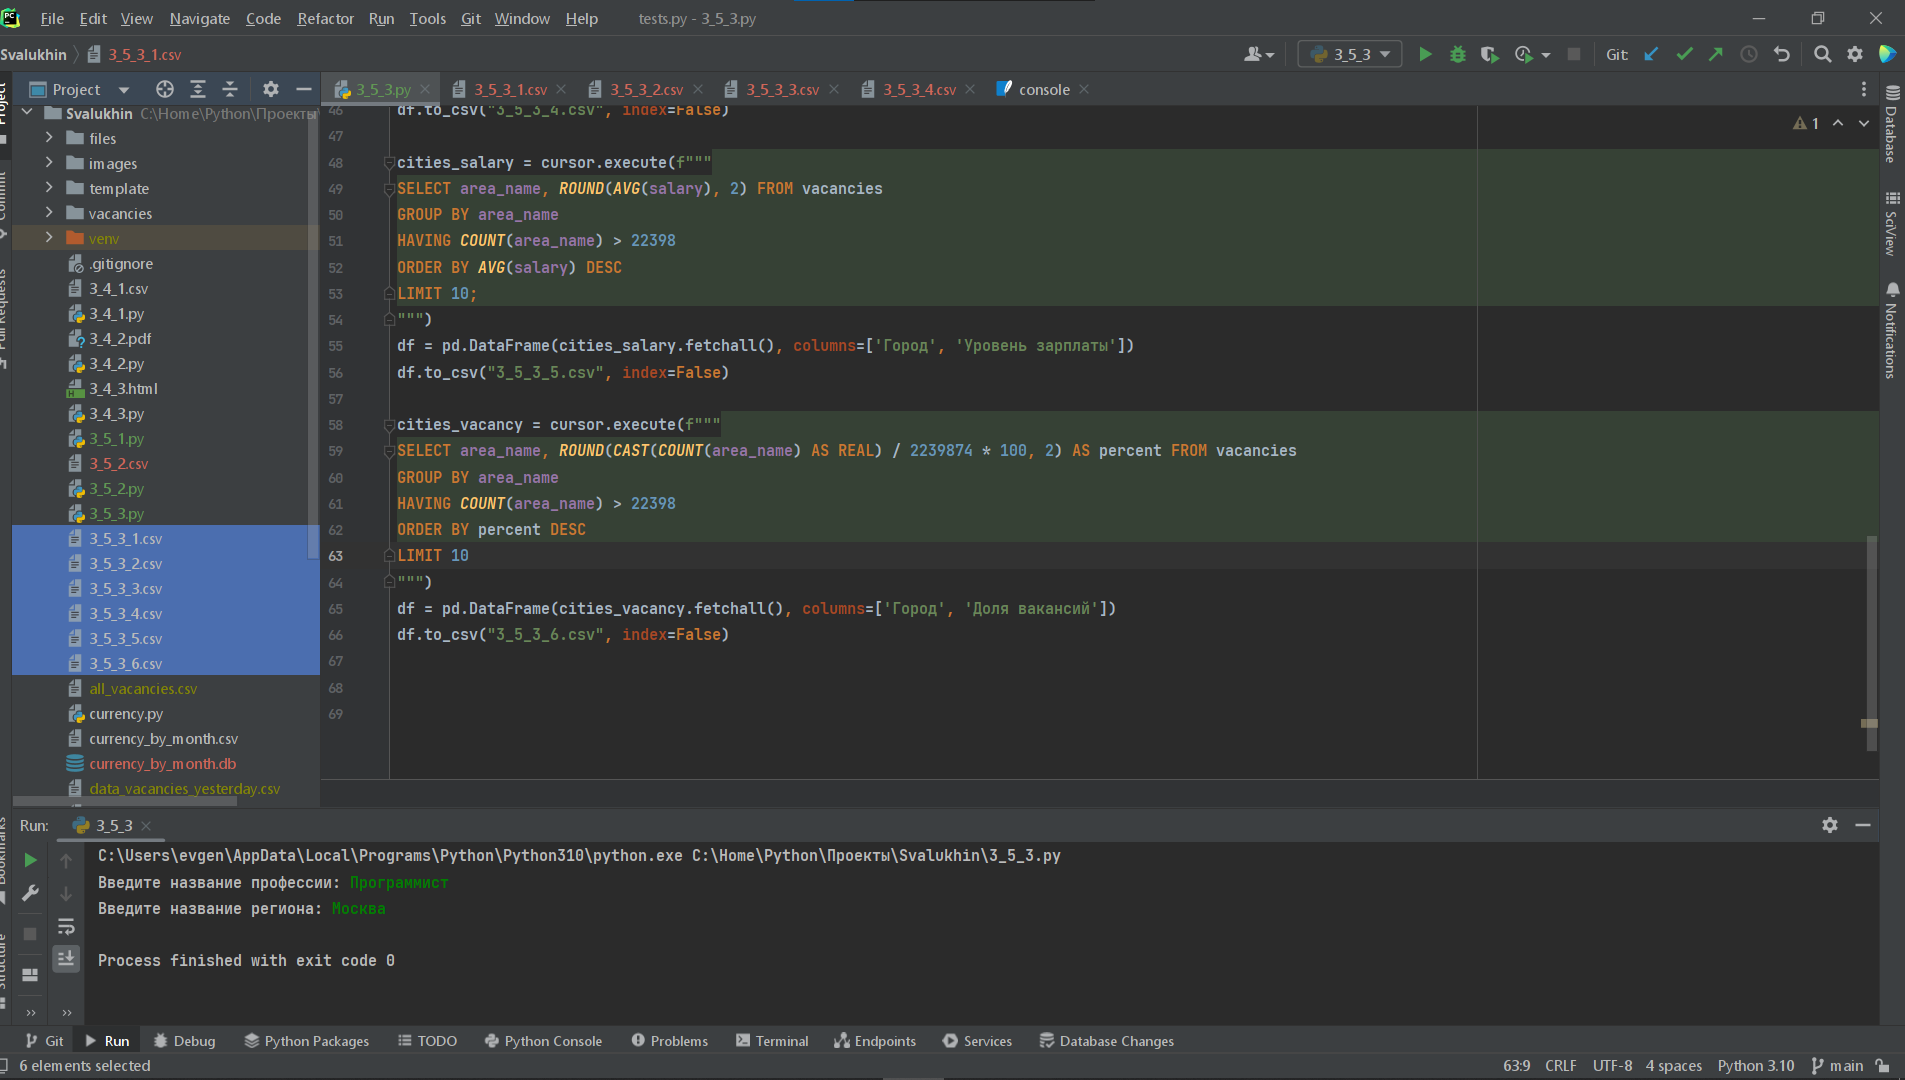 File Edit View Navigate Code Refactor Run Tools Git Window Help tests.py - 3_5_3.py
Svalukhin 3_5_3_1.csv 3_5_3 Git:
Project 3_5_3.py 3_5_3_1.csv 3_5_3_2.csv 3_5_3_3.csv 3_5_3_4.csv console
Svalukhin C:\Home\Python\Проекты\
files
images
template
vacancies
venv
.gitignore
3_4_1.csv
3_4_1.py
3_4_2.pdf
3_4_2.py
3_4_3.html
3_4_3.py
3_5_1.py
3_5_2.csv
3_5_2.py
3_5_3.py
3_5_3_1.csv
3_5_3_2.csv
3_5_3_3.csv
3_5_3_4.csv
3_5_3_5.csv
3_5_3_6.csv
all_vacancies.csv
currency.py
currency_by_month.csv
currency_by_month.db
data_vacancies_yesterday.csv
46 df.to_csv("3_5_3_4.csv", index=False)
47
48 cities_salary = cursor.execute(f"""
49 SELECT area_name, ROUND(AVG(salary), 2) FROM vacancies
50 GROUP BY area_name
51 HAVING COUNT(area_name) > 22398
52 ORDER BY AVG(salary) DESC
53 LIMIT 10;
54 """)
55 df = pd.DataFrame(cities_salary.fetchall(), columns=['Город', 'Уровень зарплаты'])
56 df.to_csv("3_5_3_5.csv", index=False)
57
58 cities_vacancy = cursor.execute(f"""
59 SELECT area_name, ROUND(CAST(COUNT(area_name) AS REAL) / 2239874 * 100, 2) AS percent FROM vacancies
60 GROUP BY area_name
61 HAVING COUNT(area_name) > 22398
62 ORDER BY percent DESC
63 LIMIT 10
64 """)
65 df = pd.DataFrame(cities_vacancy.fetchall(), columns=['Город', 'Доля вакансий'])
66 df.to_csv("3_5_3_6.csv", index=False)
67
68
69
1
Database
SciView
Notifications
Project
Commit
Pull Requests
Bookmarks
Structure
Run: 3_5_3
C:\Users\evgen\AppData\Local\Programs\Python\Python310\python.exe C:\Home\Python\Проекты\Svalukhin\3_5_3.py
Введите название профессии: Программист
Введите название региона: Москва
Process finished with exit code 0
Git Run Debug Python Packages TODO Python Console Problems Terminal Endpoints Services Database Changes
6 elements selected 63:9 CRLF UTF-8 4 spaces Python 3.10 main